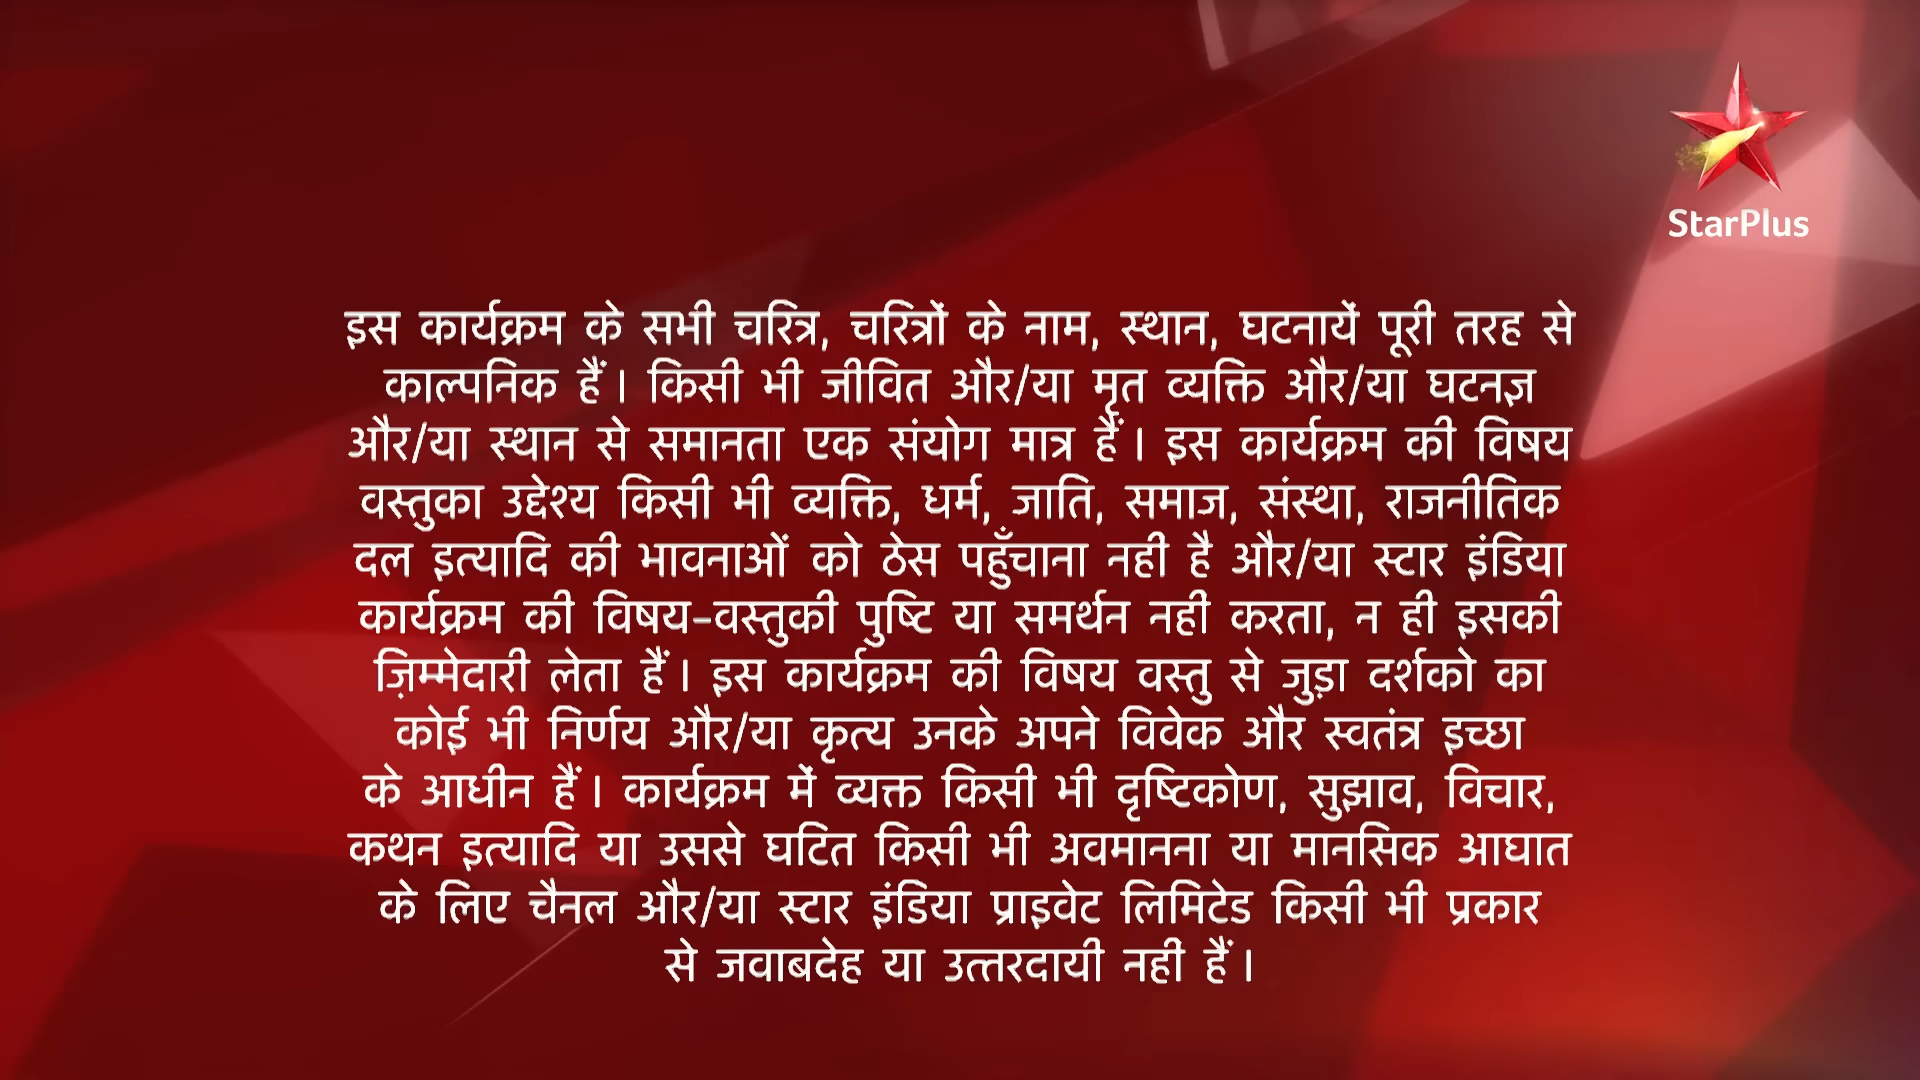 StarPlus
इस कार्यक्रम के सभी चरित्र, चरित्रों के नाम, स्थान, घटनायें पूरी तरह से
काल्पनिक हैं। किसी भी जीवित और/या मृत व्यक्ति और/या घटनज्ञ
और/या स्थान से समानता एक संयोग मात्र हैं। इस कार्यक्रम की विषय
वस्तुका उद्देश्य किसी भी व्यक्ति, धर्म, जाति, समाज, संस्था, राजनीतिक
दल इत्यादि की भावनाओं को ठेस पहुँचाना नही है और/या स्टार इंडिया
कार्यक्रम की विषय-वस्तुकी पुष्टि या समर्थन नही करता, न ही इसकी
ज़िम्मेदारी लेता हैं। इस कार्यक्रम की विषय वस्तु से जुड़ा दर्शको का
कोई भी निर्णय और/या कृत्य उनके अपने विवेक और स्वतंत्र इच्छा
के आधीन हैं। कार्यक्रम में व्यक्त किसी भी दृष्टिकोण, सुझाव, विचार,
कथन इत्यादि या उससे घटित किसी भी अवमानना या मानसिक आघात
के लिए चैनल और/या स्टार इंडिया प्राइवेट लिमिटेड किसी भी प्रकार
से जवाबदेह या उत्तरदायी नही हैं।